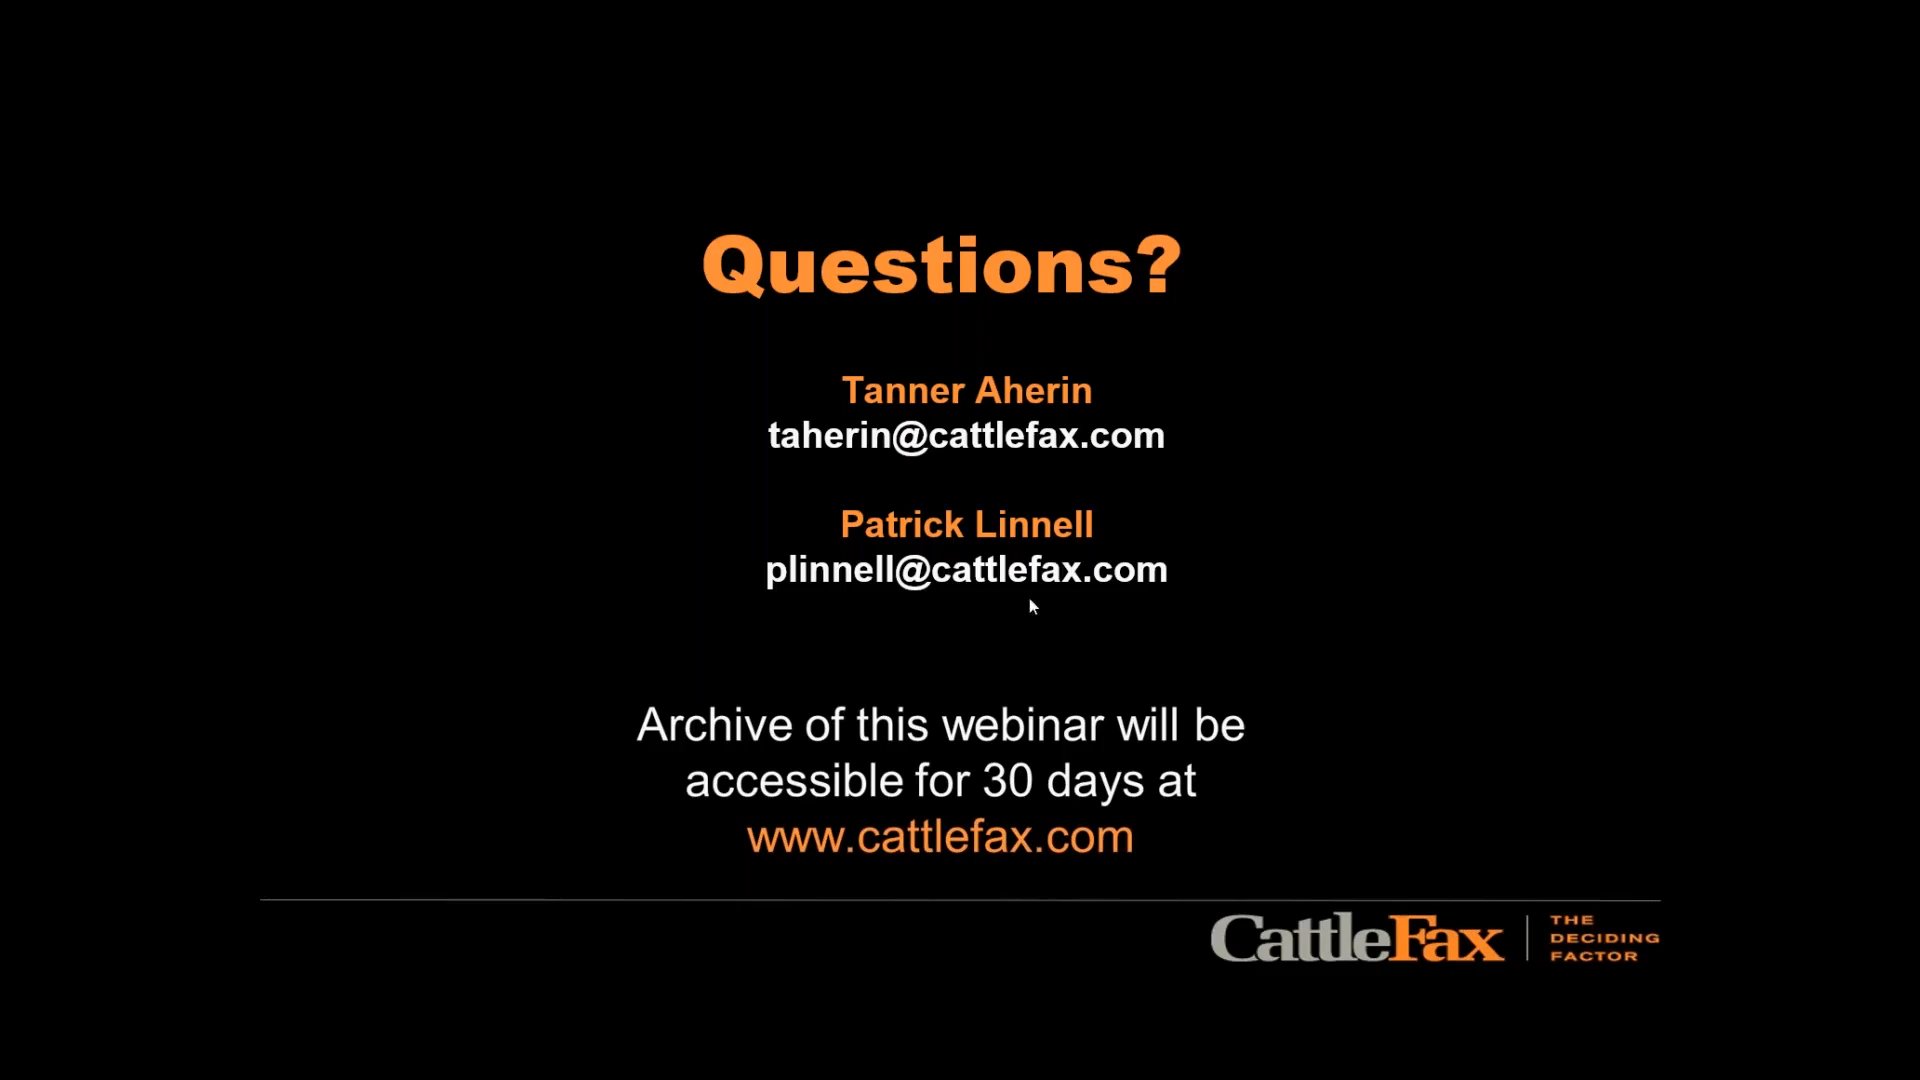 Questions?
Tanner Aherin
taherin@cattlefax.com
Patrick Linnell
plinnell@cattlefax.com
Archive of this webinar will be
accessible for 30 days at
www.cattlefax.com
CattleFax
THE
DECIDING
FACTOR